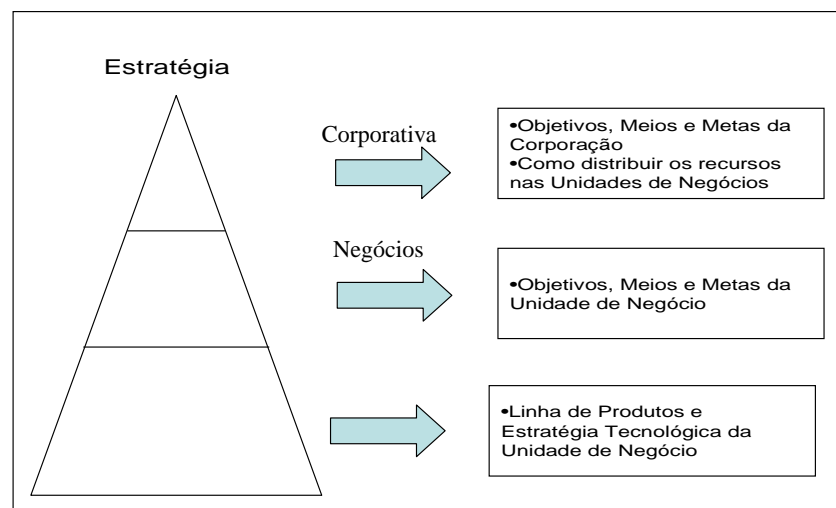 Estratégia
Corporativa
•Objetivos, Meios e Metas da
Corporação
•Como distribuir os recursos
nas Unidades de Negócios
Negócios
•Objetivos, Meios e Metas da
Unidade de Negócio
•Linha de Produtos e
Estratégia Tecnológica da
Unidade de Negócio